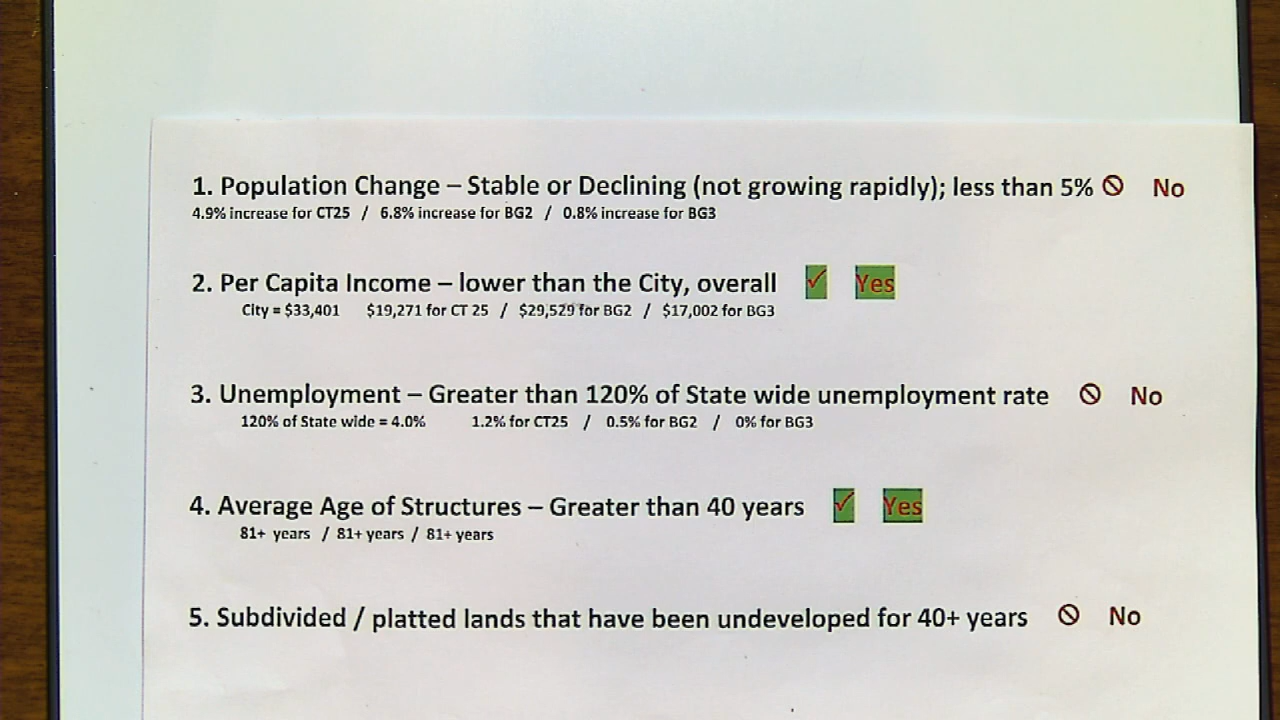 1. Population Change – Stable or Declining (not growing rapidly); less than 5% 🛇 No
4.9% increase for CT25 / 6.8% increase for BG2 / 0.8% increase for BG3
2. Per Capita Income – lower than the City, overall ✓ Yes
City = $33,401 $19,271 for CT 25 / $29,529 for BG2 / $17,002 for BG3
3. Unemployment – Greater than 120% of State wide unemployment rate 🛇 No
120% of State wide = 4.0% 1.2% for CT25 / 0.5% for BG2 / 0% for BG3
4. Average Age of Structures – Greater than 40 years ✓ Yes
81+ years / 81+ years / 81+ years
5. Subdivided / platted lands that have been undeveloped for 40+ years 🛇 No